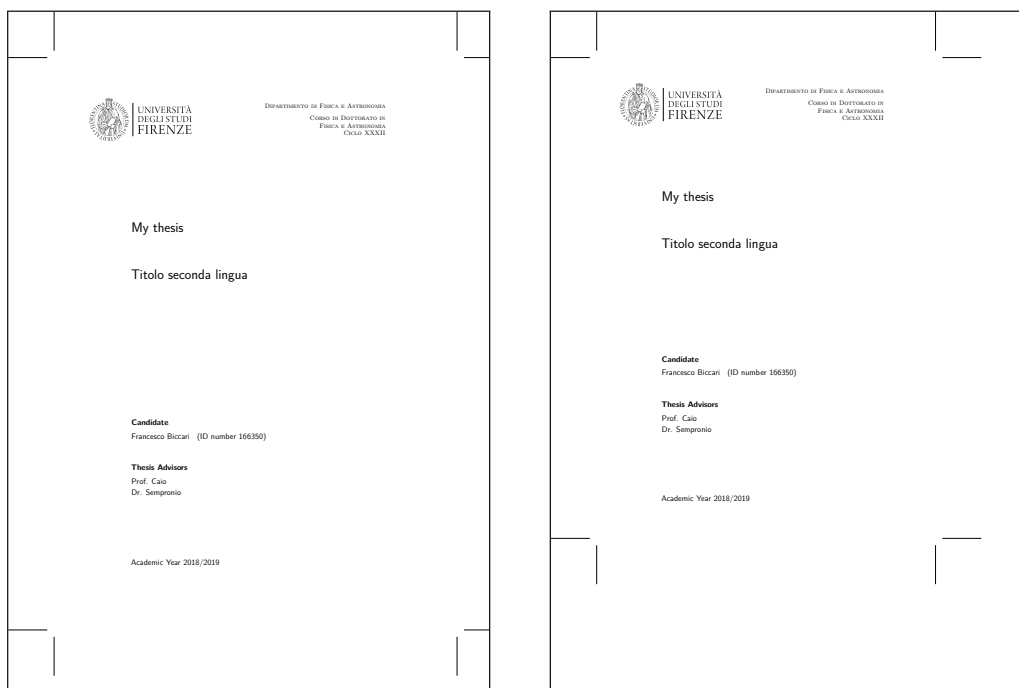 UNIVERSITÀ
DEGLI STUDI
FIRENZE
Dipartimento di Fisica e Astronomia
Corso di Dottorato in
Fisica e Astronomia
Ciclo XXXII
My thesis
Titolo seconda lingua
Candidate
Francesco Biccari (ID number 166350)
Thesis Advisors
Prof. Caio
Dr. Sempronio
Academic Year 2018/2019
UNIVERSITÀ
DEGLI STUDI
FIRENZE
Dipartimento di Fisica e Astronomia
Corso di Dottorato in
Fisica e Astronomia
Ciclo XXXII
My thesis
Titolo seconda lingua
Candidate
Francesco Biccari (ID number 166350)
Thesis Advisors
Prof. Caio
Dr. Sempronio
Academic Year 2018/2019